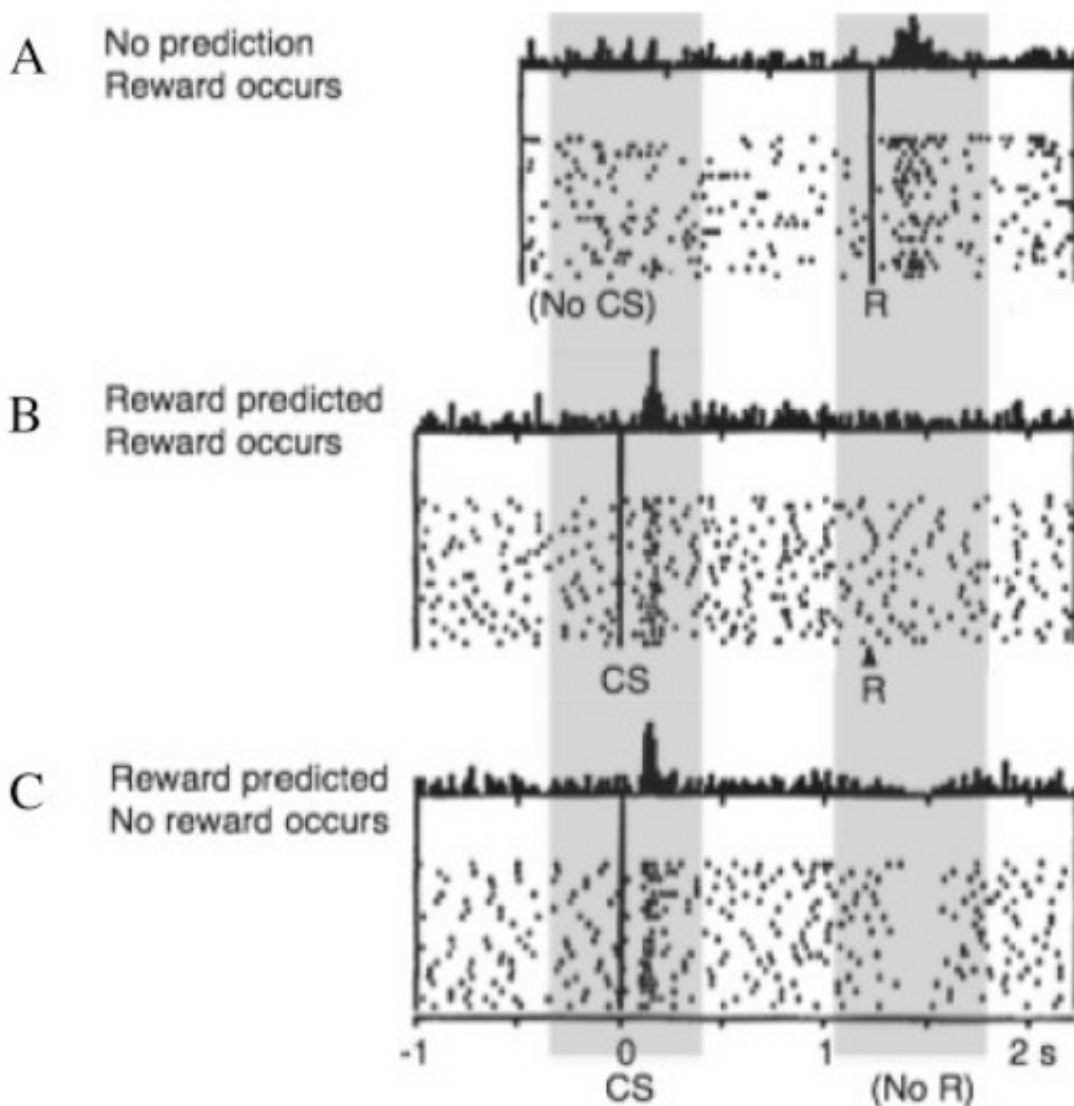 A
No prediction
Reward occurs
(No CS)
R
B
Reward predicted
Reward occurs
CS
R
C
Reward predicted
No reward occurs
-1
0
1
2 s
CS
(No R)